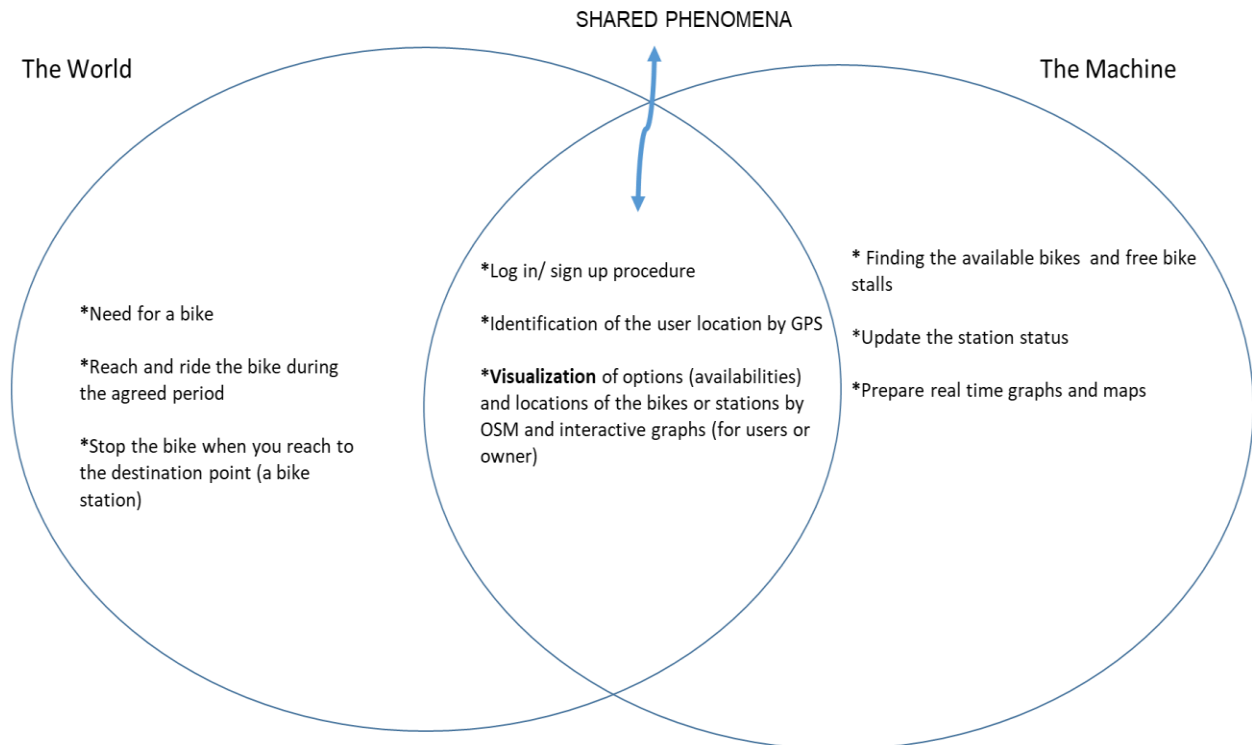 SHARED PHENOMENA
The World
The Machine
*Need for a bike
*Reach and ride the bike during
the agreed period
*Stop the bike when you reach to
the destination point (a bike
station)
*Log in/ sign up procedure
*Identification of the user location by GPS
*Visualization of options (availabilities)
and locations of the bikes or stations by
OSM and interactive graphs (for users or
owner)
* Finding the available bikes and free bike
stalls
*Update the station status
*Prepare real time graphs and maps